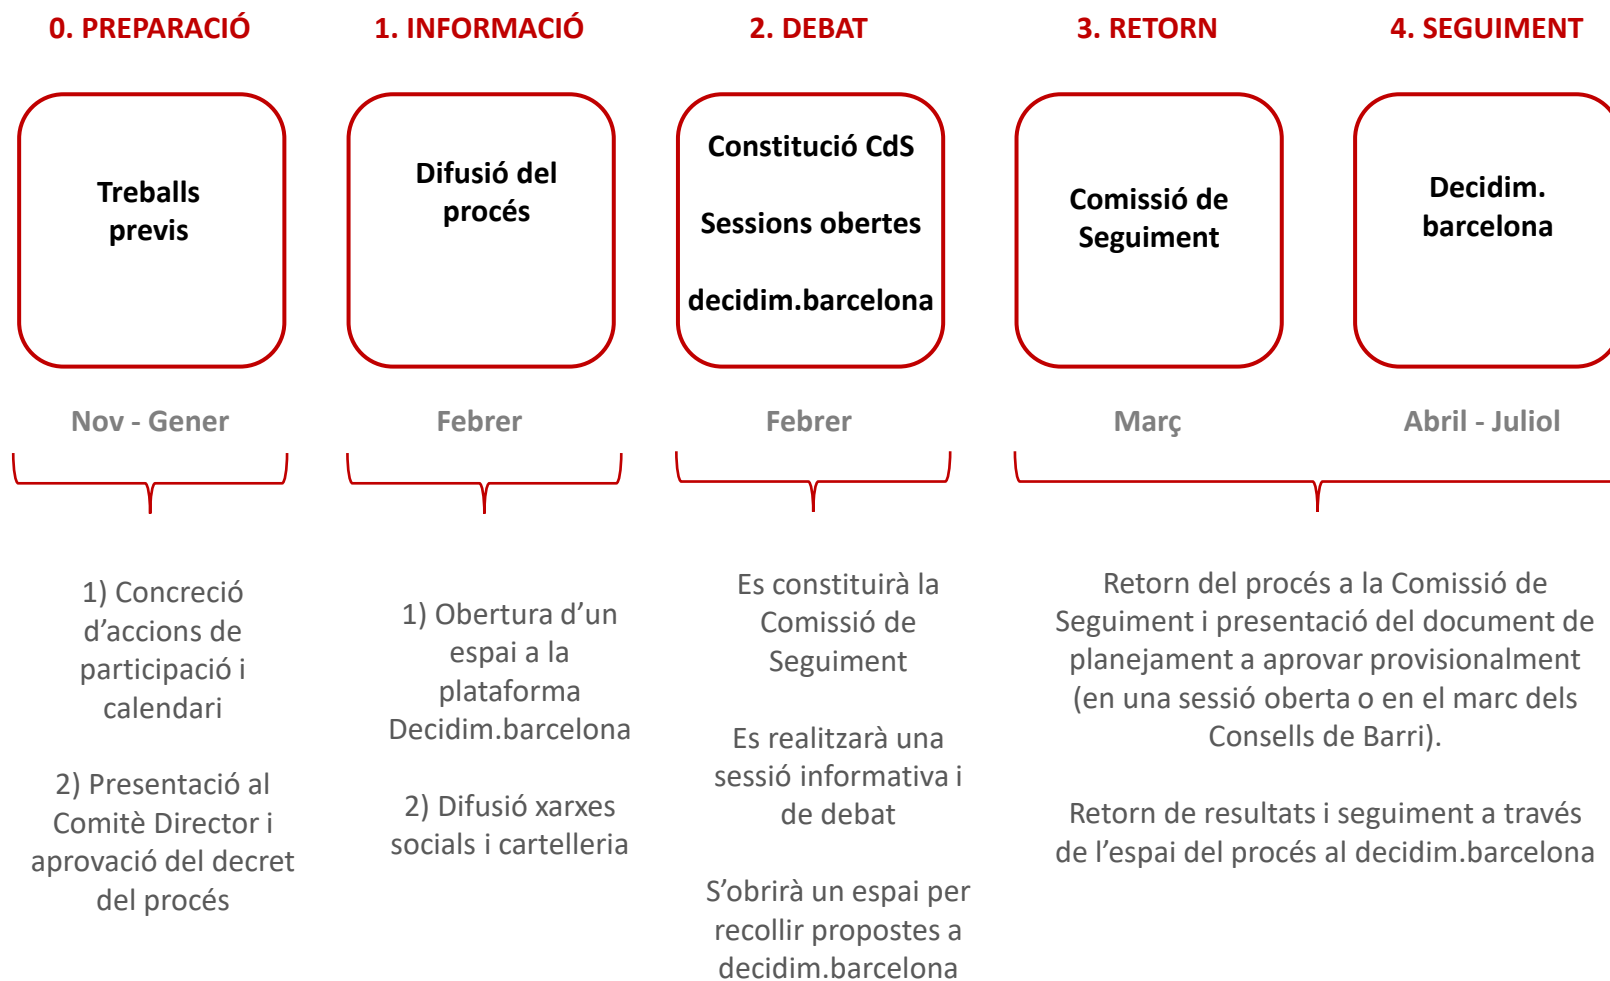 0. PREPARACIÓ
1. INFORMACIÓ
2. DEBAT
3. RETORN
4. SEGUIMENT
Treballs
previs
Difusió del
procés
Constitució CdS
Sessions obertes
decidim.barcelona
Comissió de
Seguiment
Decidim.
barcelona
Nov - Gener
Febrer
Febrer
Març
Abril - Juliol
1) Concreció
d’accions de
participació i
calendari
2) Presentació al
Comitè Director i
aprovació del decret
del procés
1) Obertura d’un
espai a la
plataforma
Decidim.barcelona
2) Difusió xarxes
socials i cartelleria
Es constituirà la
Comissió de
Seguiment
Es realitzarà una
sessió informativa i
de debat
S’obrirà un espai per
recollir propostes a
decidim.barcelona
Retorn del procés a la Comissió de
Seguiment i presentació del document de
planejament a aprovar provisionalment
(en una sessió oberta o en el marc dels
Consells de Barri).
Retorn de resultats i seguiment a través
de l’espai del procés al decidim.barcelona